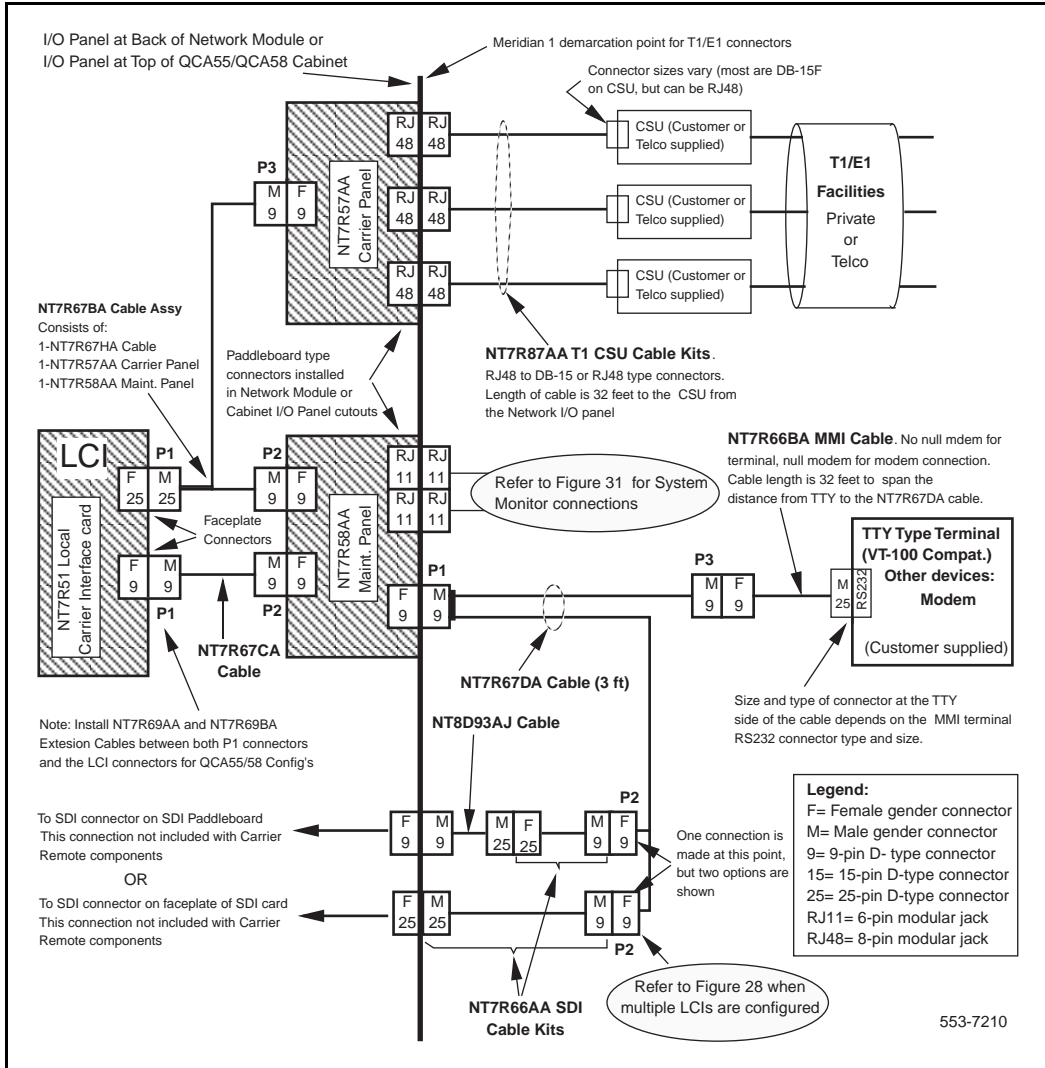 I/O Panel at Back of Network Module or
I/O Panel at Top of QCA55/QCA58 Cabinet
Meridian 1 demarcation point for T1/E1 connectors
Connector sizes vary (most are DB-15F
on CSU, but can be RJ48)
RJ RJ
48 48
CSU (Customer or
Telco supplied)
P3
M F
9 9
NT7R57AA
Carrier Panel
RJ RJ
48 48
CSU (Customer or
Telco supplied)
RJ RJ
48 48
CSU (Customer or
Telco supplied)
T1/E1
Facilities
Private
or
Telco
NT7R67BA Cable Assy
Consists of:
1-NT7R67HA Cable
1-NT7R57AA Carrier Panel
1-NT7R58AA Maint. Panel
Paddleboard type
connectors installed
in Network Module or
Cabinet I/O Panel cutouts
NT7R87AA T1 CSU Cable Kits.
RJ48 to DB-15 or RJ48 type connectors.
Length of cable is 32 feet to the CSU from
the Network I/O panel
NT7R66BA MMI Cable. No null mdem for
terminal, null modem for modem connection.
Cable length is 32 feet to span the
distance from TTY to the NT7R67DA cable.
LCI
NT7R51 Local
Carrier Interface card
P1
F M
25 25
P2
M F
9 9
Faceplate
Connectors
F M
9 9
P1
M F
9 9
P2
NT7R67CA
Cable
NT7R58AA
Maint. Panel
RJ RJ
11 11
RJ RJ
11 11
Refer to Figure 31 for System
Monitor connections
P1
F M
9 9
P3
M F
9 9
M
25
RS232
TTY Type Terminal
(VT-100 Compat.)
Other devices:
Modem
(Customer supplied)
NT7R67DA Cable (3 ft)
Size and type of connector at the TTY
side of the cable depends on the MMI terminal
RS232 connector type and size.
Note: Install NT7R69AA and NT7R69BA
Extesion Cables between both P1 connectors
and the LCI connectors for QCA55/58 Config's
NT8D93AJ Cable
To SDI connector on SDI Paddleboard
This connection not included with Carrier
Remote components
OR
To SDI connector on faceplate of SDI card
This connection not included with Carrier
Remote components
F M
9 9
M F
25 25
P2
M F
9 9
F M
25 25
M F
9 9
P2
One connection is
made at this point,
but two options are
shown
NT7R66AA SDI
Cable Kits
Refer to Figure 28 when
multiple LCIs are configured
Legend:
F= Female gender connector
M= Male gender connector
9= 9-pin D- type connector
15= 15-pin D-type connector
25= 25-pin D-type connector
RJ11= 6-pin modular jack
RJ48= 8-pin modular jack
553-7210